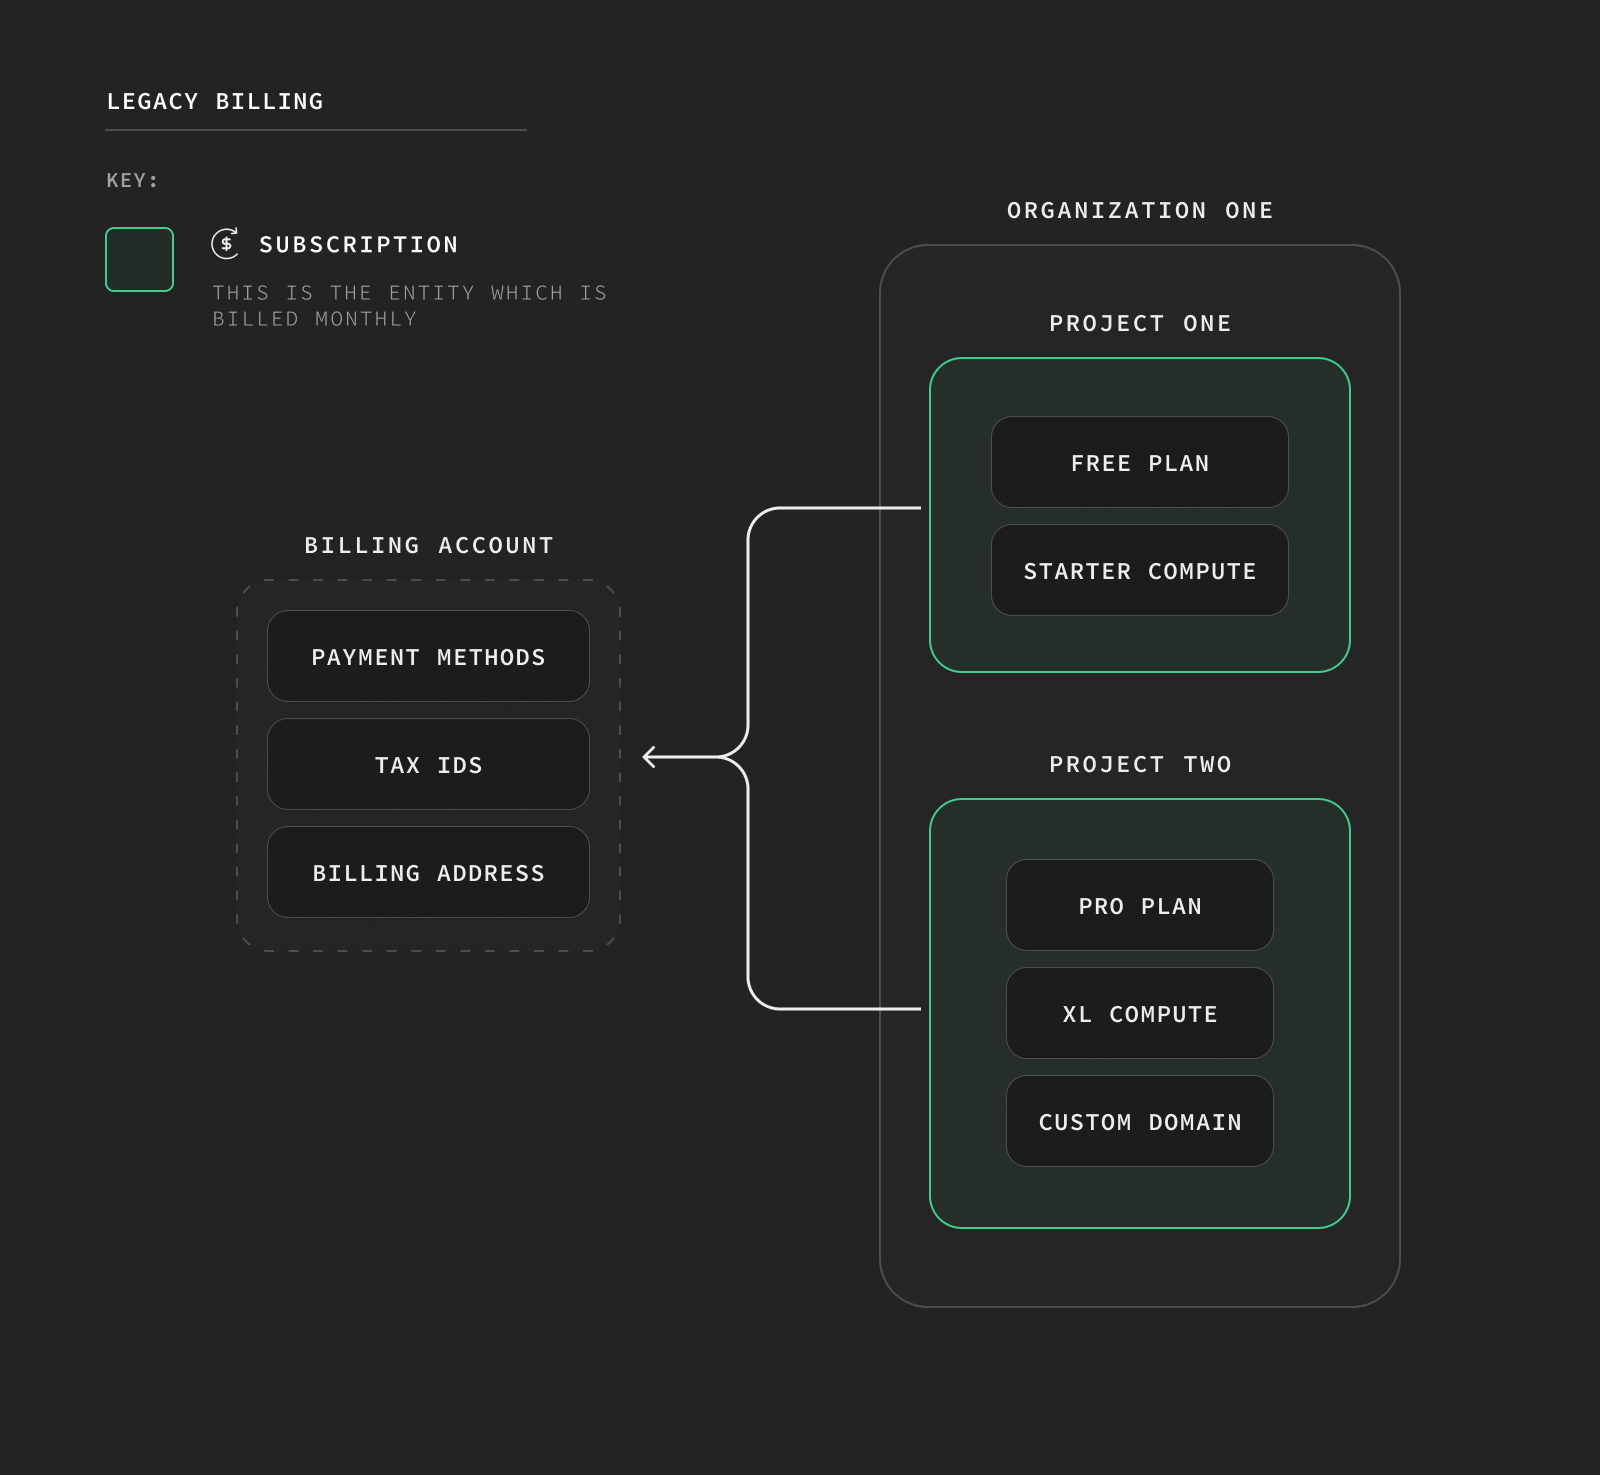 LEGACY BILLING
KEY:
$ SUBSCRIPTION
THIS IS THE ENTITY WHICH IS
BILLED MONTHLY
BILLING ACCOUNT
PAYMENT METHODS
TAX IDS
BILLING ADDRESS
ORGANIZATION ONE
PROJECT ONE
FREE PLAN
STARTER COMPUTE
PROJECT TWO
PRO PLAN
XL COMPUTE
CUSTOM DOMAIN